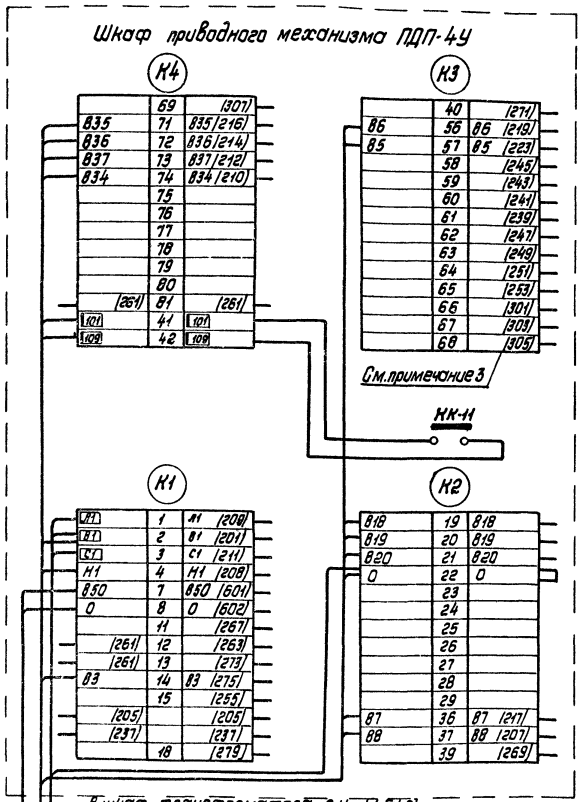 Шкаф приводного механизма ПДП-4У
К4
69 /307/
835 71 835/216/
836 72 836/214/
837 73 837/212/
834 74 834/210/
75
76
77
78
79
80
/261/ 81 /261/
101 41 101
109 42 109
К3
40 /271/
86 56 86 /219/
85 57 85 /223/
58 /245/
59 /243/
60 /241/
61 /239/
62 /247/
63 /249/
64 /251/
65 /253/
66 /301/
67 /303/
68 /305/
См. примечание 3
КК-11
К1
А1 1 А1 /209/
В1 2 В1 /201/
С1 3 С1 /211/
Н1 4 Н1 /208/
850 7 850 /601/
0 8 0 /602/
11 /267/
/261/ 12 /263/
/261/ 13 /273/
83 14 83 /275/
15 /255/
/205/ /205/
/237/ /237/
18 /279/
К2
818 19 818
819 20 819
820 21 820
0 22 0
23
24
25
26
27
28
29
87 36 87 /217/
88 37 88 /207/
39 /269/